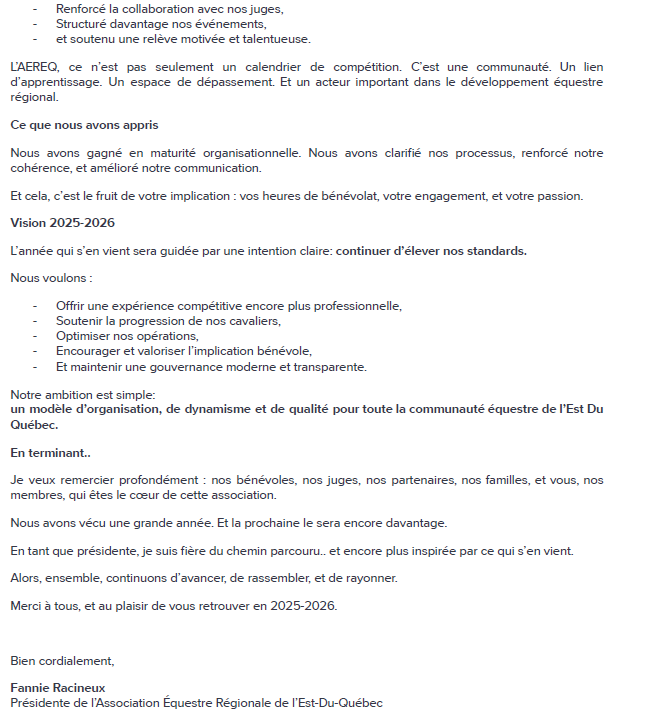 - Renforcé la collaboration avec nos juges,
- Structuré davantage nos événements,
- et soutenu une relève motivée et talentueuse.
L'AEREQ, ce n'est pas seulement un calendrier de compétition. C'est une communauté. Un lien
d'apprentissage. Un espace de dépassement. Et un acteur important dans le développement équestre
régional.
Ce que nous avons appris
Nous avons gagné en maturité organisationnelle. Nous avons clarifié nos processus, renforcé notre
cohérence, et amélioré notre communication.
Et cela, c'est le fruit de votre implication : vos heures de bénévolat, votre engagement, et votre passion.
Vision 2025-2026
L'année qui s'en vient sera guidée par une intention claire: continuer d'élever nos standards.
Nous voulons :
- Offrir une expérience compétitive encore plus professionnelle,
- Soutenir la progression de nos cavaliers,
- Optimiser nos opérations,
- Encourager et valoriser l'implication bénévole,
- Et maintenir une gouvernance moderne et transparente.
Notre ambition est simple:
un modèle d'organisation, de dynamisme et de qualité pour toute la communauté équestre de l'Est Du
Québec.
En terminant..
Je veux remercier profondément : nos bénévoles, nos juges, nos partenaires, nos familles, et vous, nos
membres, qui êtes le cœur de cette association.
Nous avons vécu une grande année. Et la prochaine le sera encore davantage.
En tant que présidente, je suis fière du chemin parcouru.. et encore plus inspirée par ce qui s'en vient.
Alors, ensemble, continuons d'avancer, de rassembler, et de rayonner.
Merci à tous, et au plaisir de vous retrouver en 2025-2026.
Bien cordialement,
Fannie Racineux
Présidente de l'Association Équestre Régionale de l'Est-Du-Québec